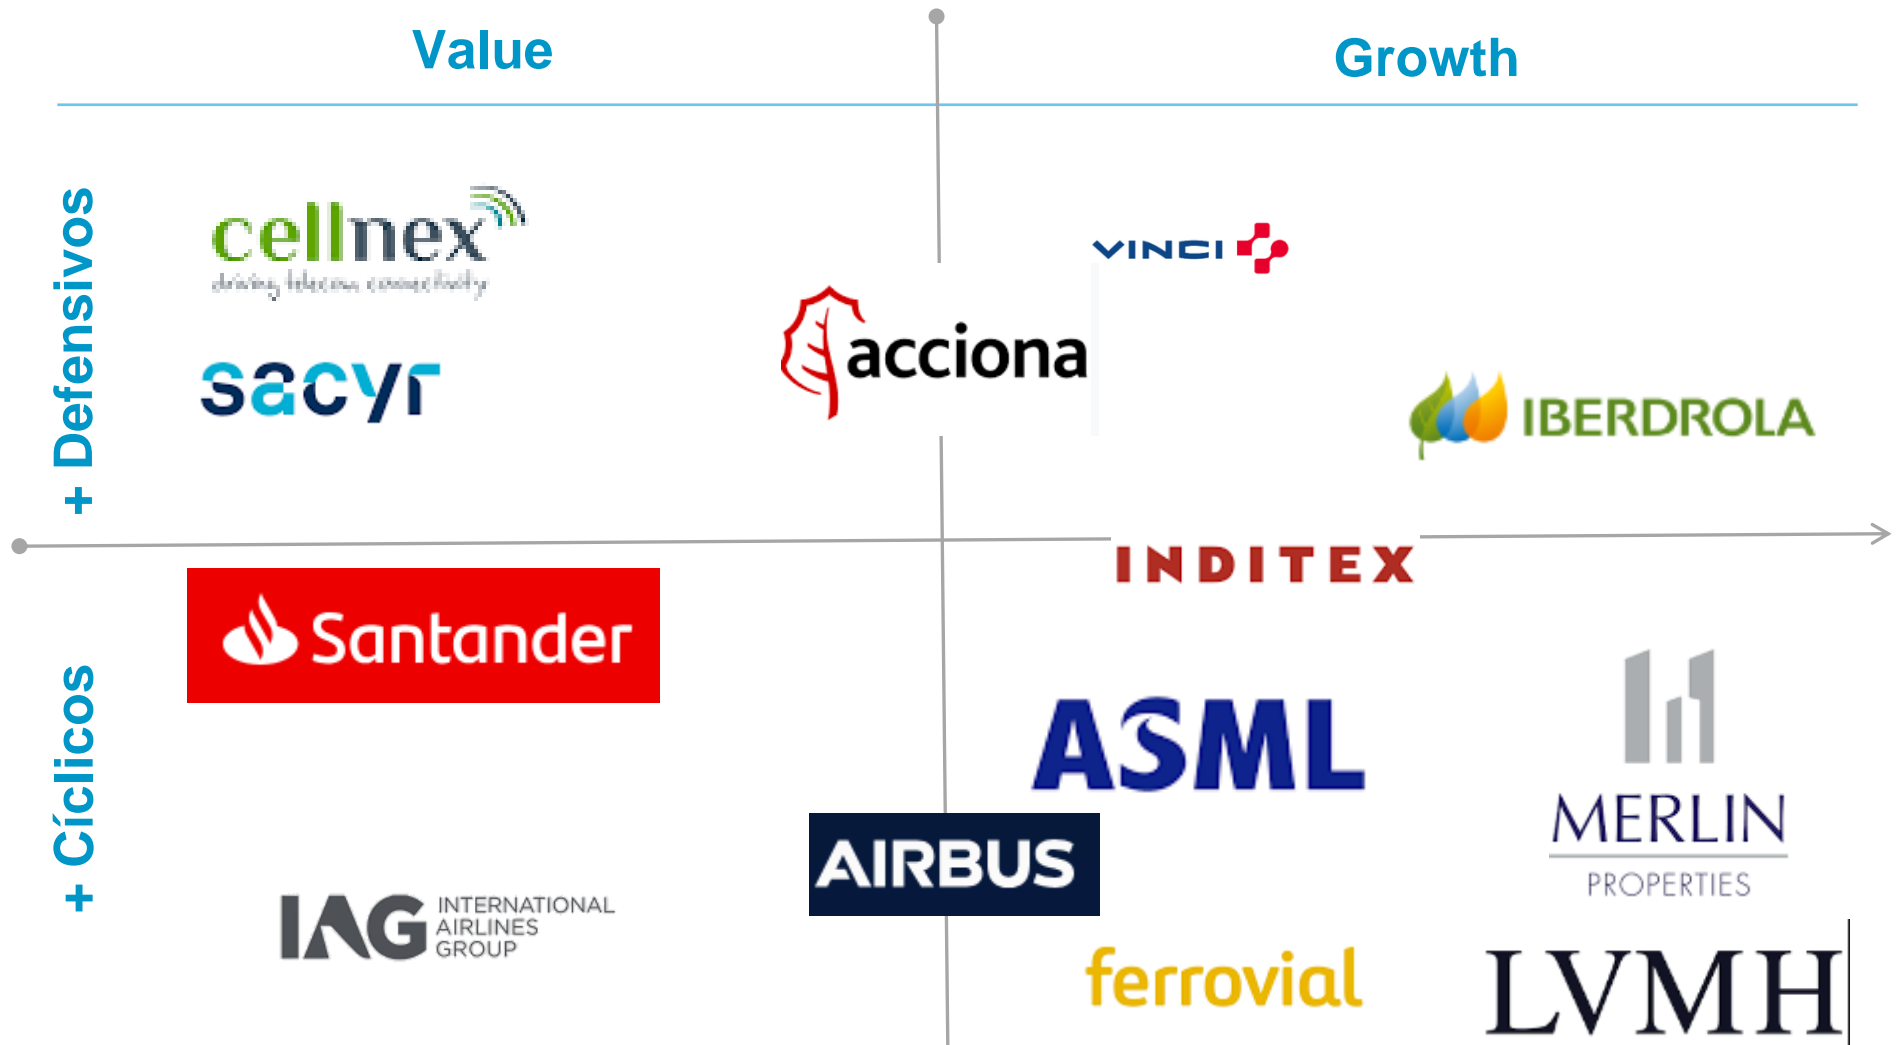 Value
Growth
+ Defensivos
cellnex
driving telecom connectivity
sacyr
acciona
VINCI
IBERDROLA
+ Cíclicos
INDITEX
Santander
ASML
MERLIN
PROPERTIES
AIRBUS
IAG INTERNATIONAL
AIRLINES
GROUP
ferrovial
LVMH